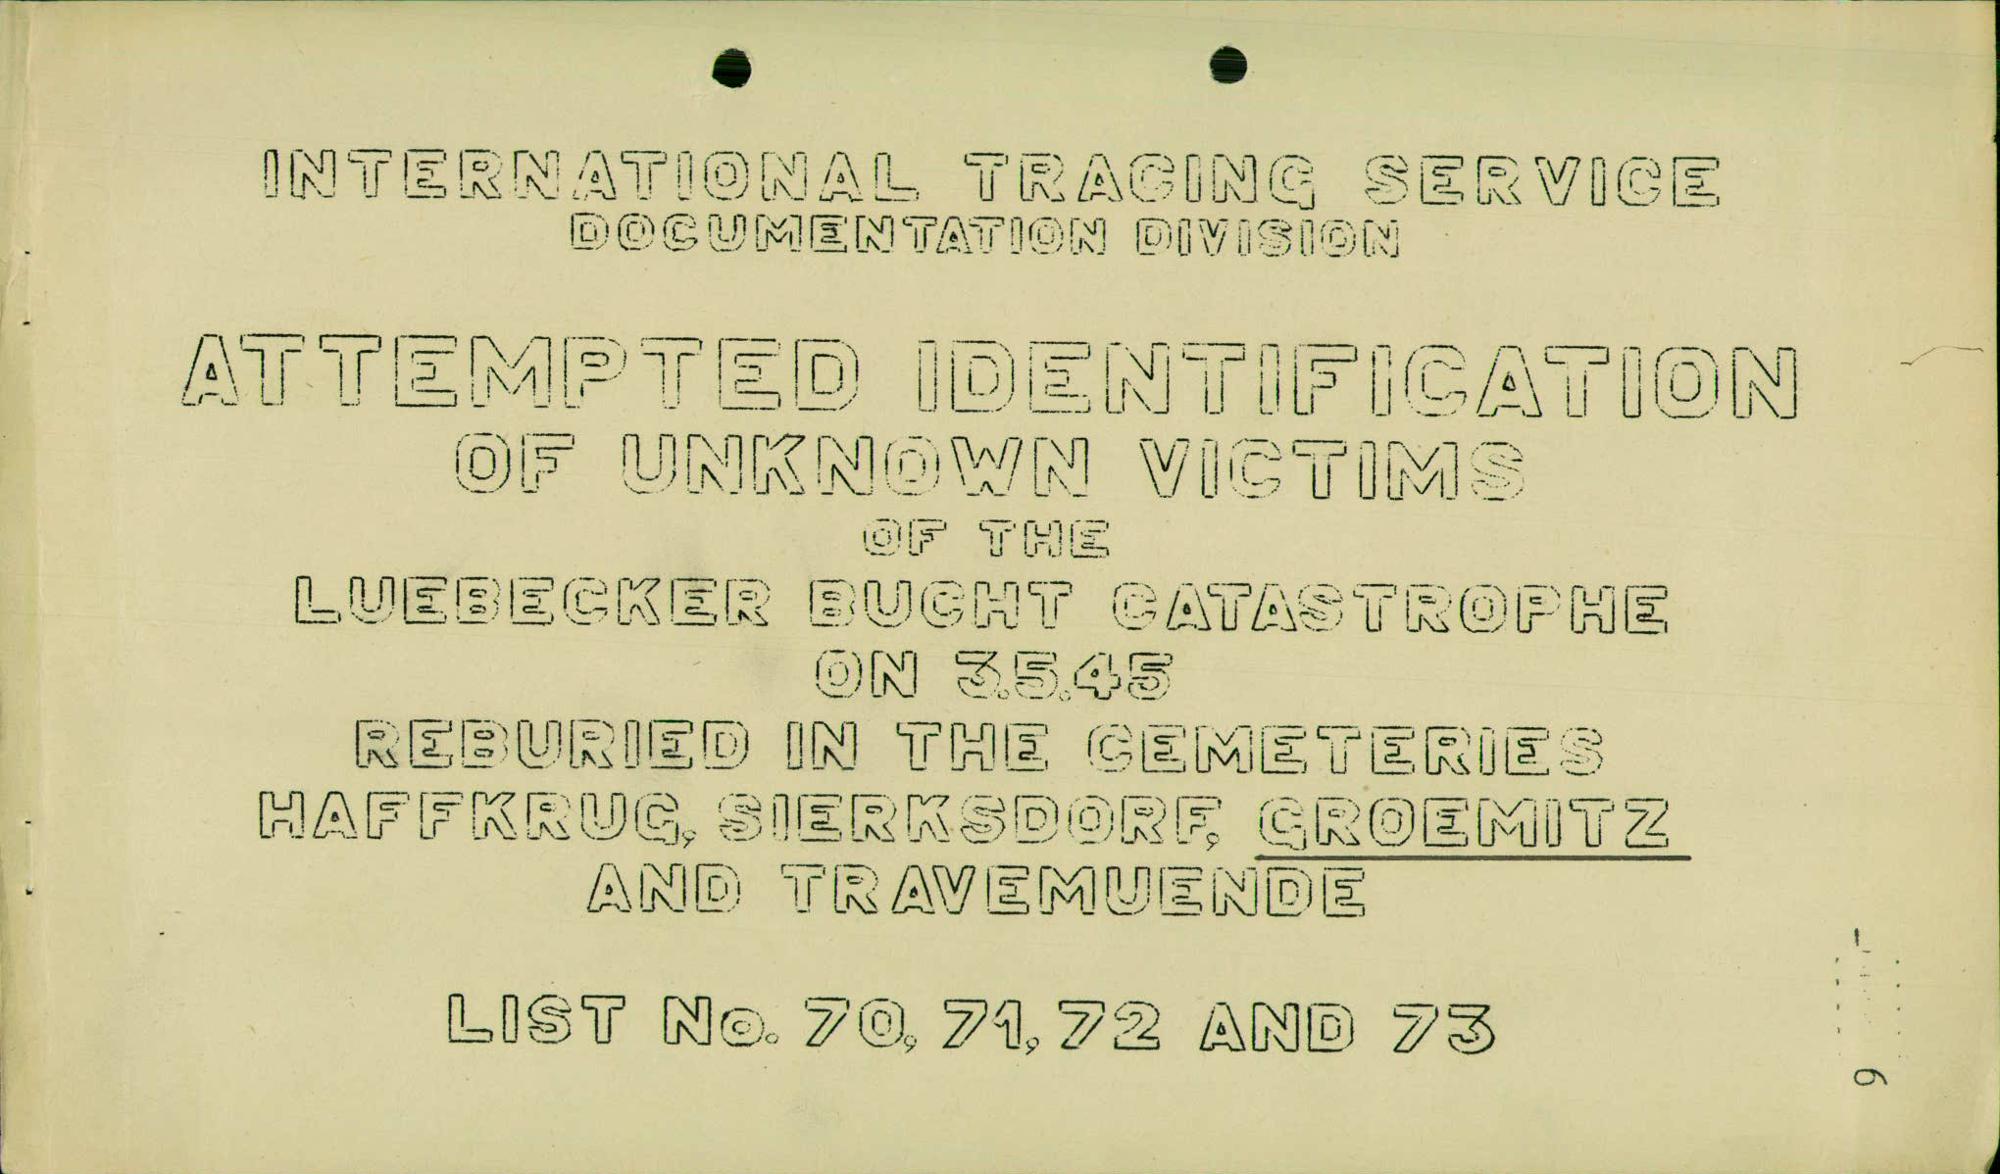 INTERNATIONAL TRACING SERVICE
DOCUMENTATION DIVISION
ATTEMPTED IDENTIFICATION
OF UNKNOWN VICTIMS
OF THE
LUEBECKER BUCHT CATASTROPHE
ON 3.5.45
REBURIED IN THE CEMETERIES
HAFFKRUG, SIERKSDORF, GROEMITZ
AND TRAVEMUENDE
LIST No. 70, 71, 72 AND 73
6